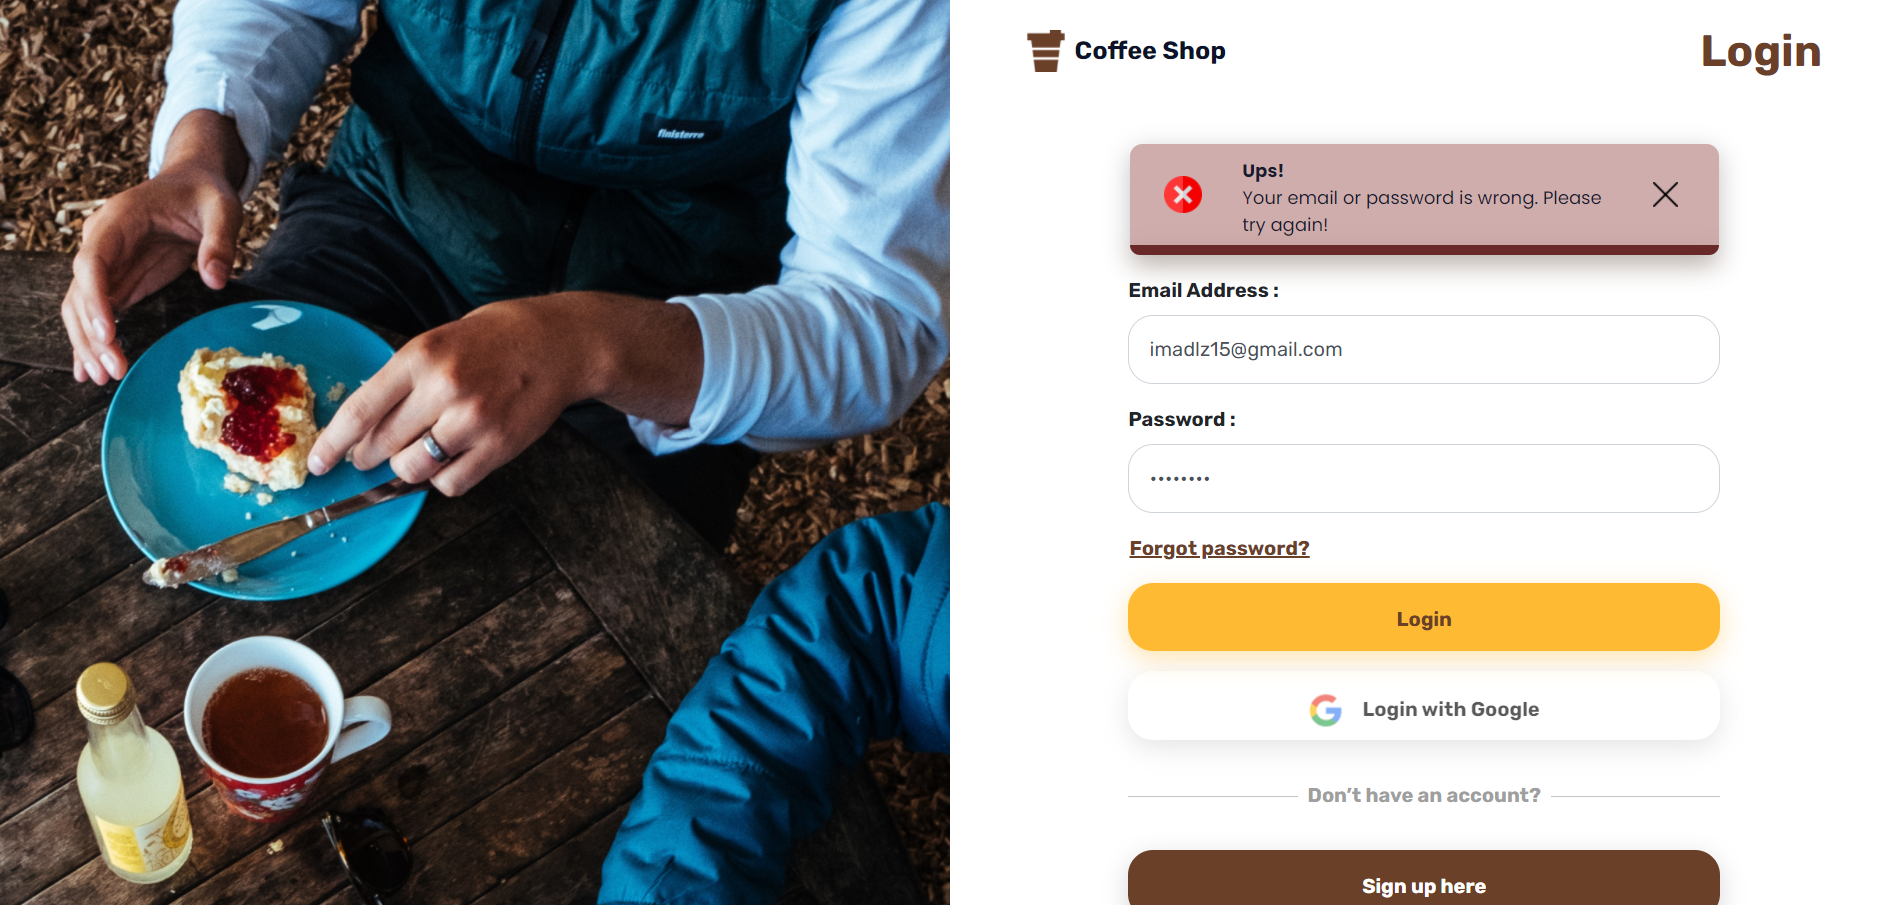 finisterre
Coffee Shop
Login
Ups!
Your email or password is wrong. Please
try again!
Email Address :
imadlz15@gmail.com
Password :
••••••••
Forgot password?
Login
Login with Google
Don’t have an account?
Sign up here